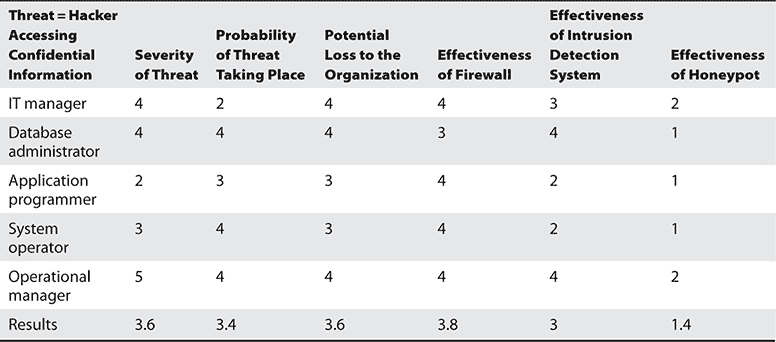 Threat = Hacker Accessing Confidential Information | Severity of Threat | Probability of Threat Taking Place | Potential Loss to the Organization | Effectiveness of Firewall | Effectiveness of Intrusion Detection System | Effectiveness of Honeypot
IT manager 4 2 4 4 3 2
Database administrator 4 4 4 3 4 1
Application programmer 2 3 3 4 2 1
System operator 3 4 3 4 2 1
Operational manager 5 4 4 4 4 2
Results 3.6 3.4 3.6 3.8 3 1.4